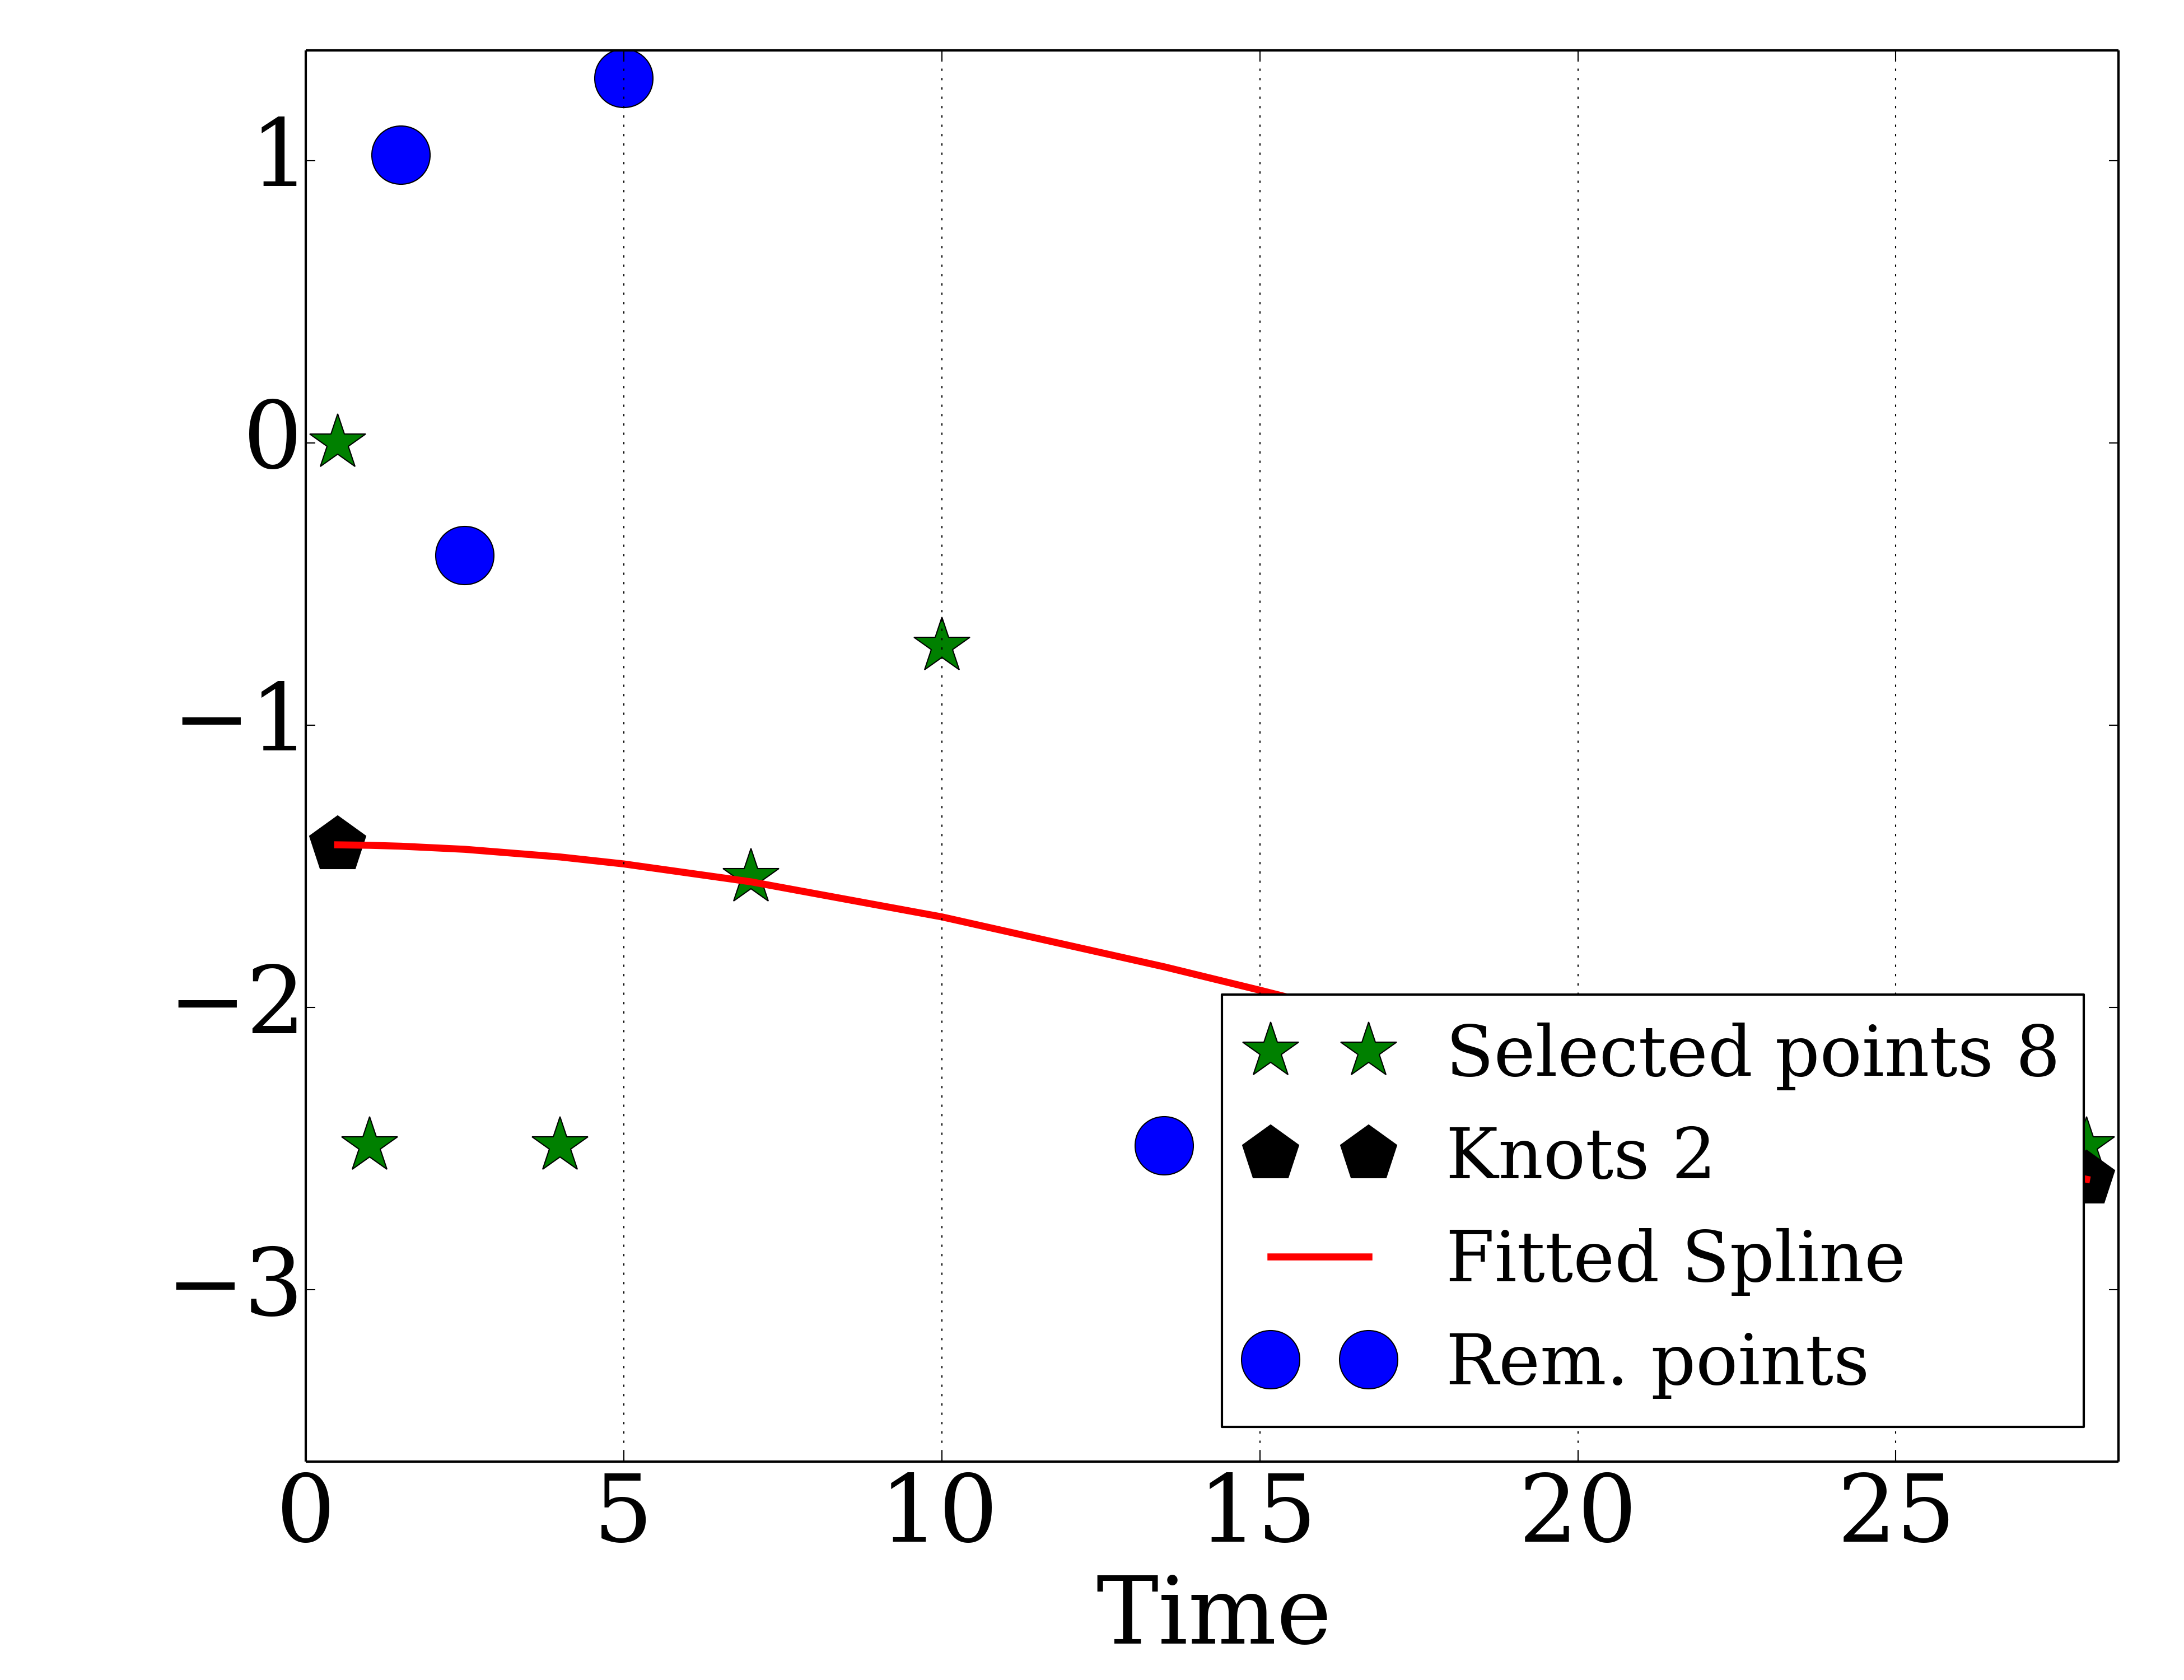 1
0
−1
−2
−3
Selected points 8
Knots 2
Fitted Spline
Rem. points
0 5 10 15 20 25
Time